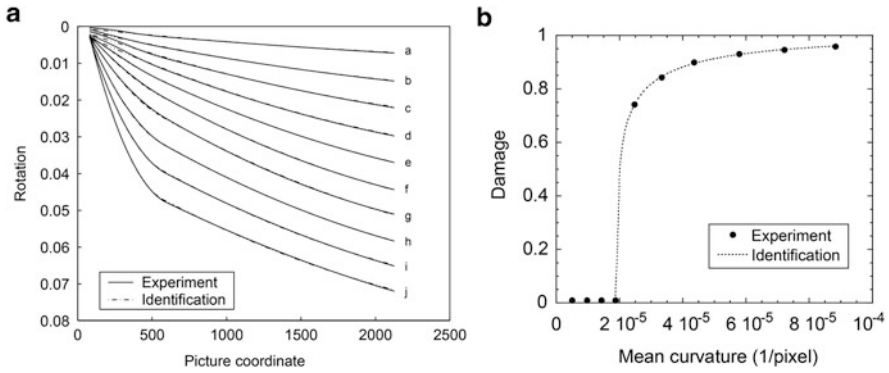 a
0
0.01
0.02
0.03
0.04
0.05
0.06
0.07
0.08
Rotation
a
b
c
d
e
f
g
h
i
j
Experiment
Identification
0 500 1000 1500 2000 2500
Picture coordinate
b
1
0.8
0.6
0.4
0.2
0
Damage
Experiment
Identification
0 2 10-5 4 10-5 6 10-5 8 10-5 10-4
Mean curvature (1/pixel)